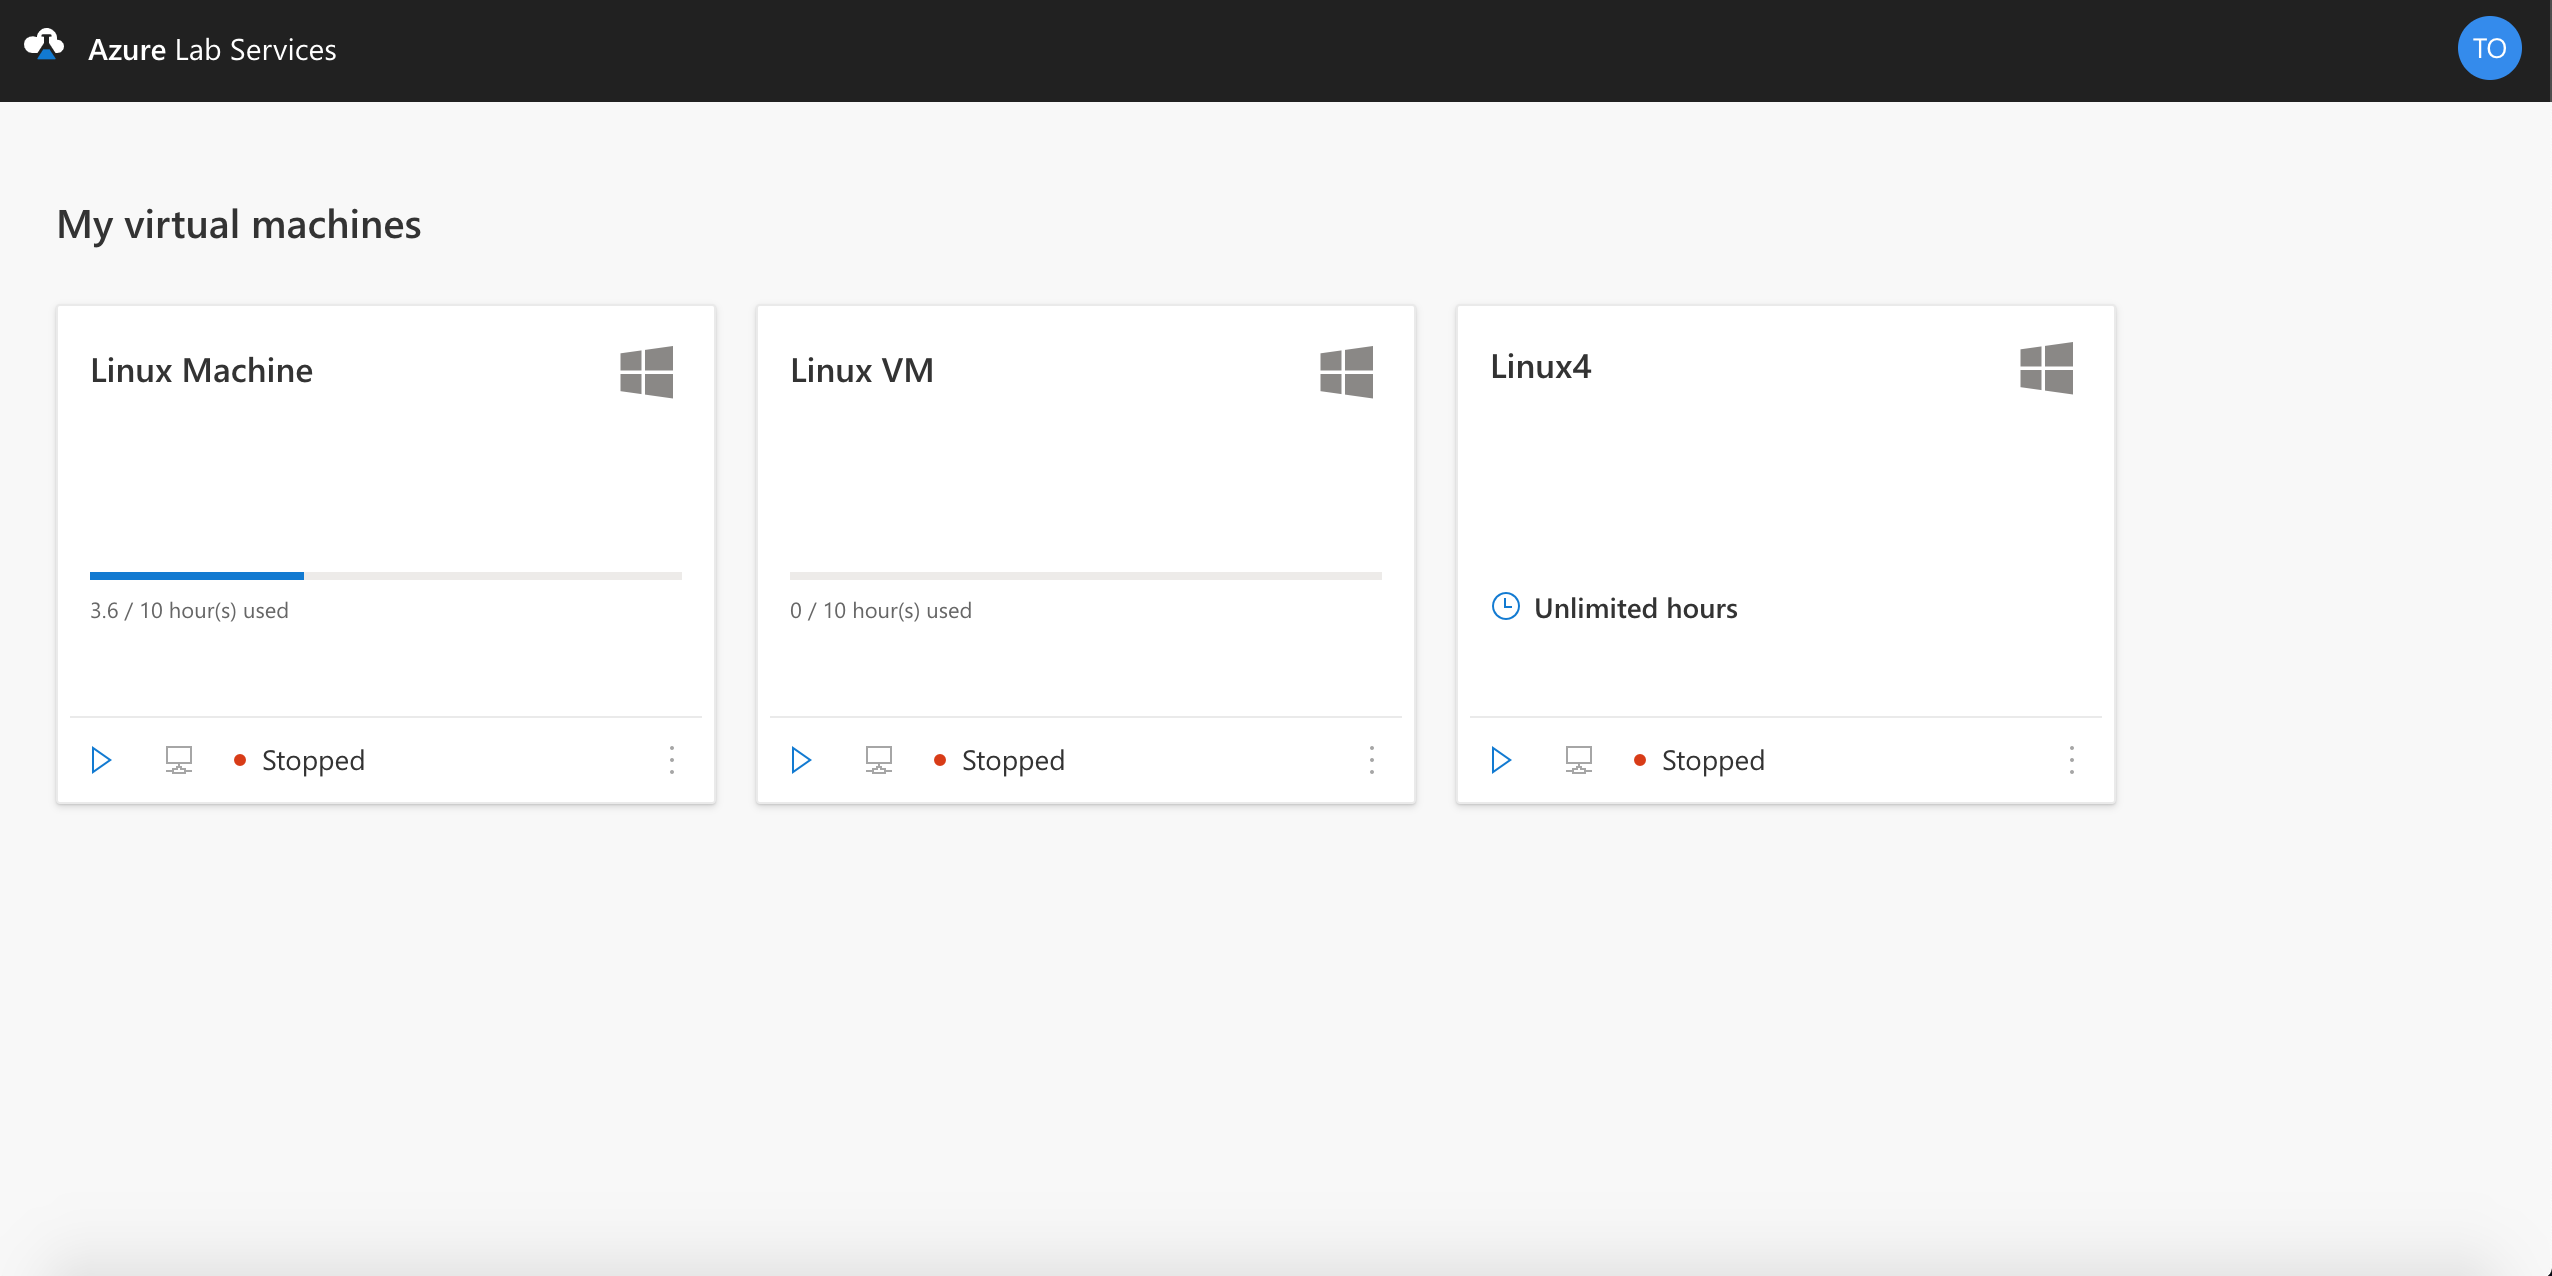 Azure Lab Services
TO
My virtual machines
Linux Machine
3.6 / 10 hour(s) used
Stopped
Linux VM
0 / 10 hour(s) used
Stopped
Linux4
Unlimited hours
Stopped